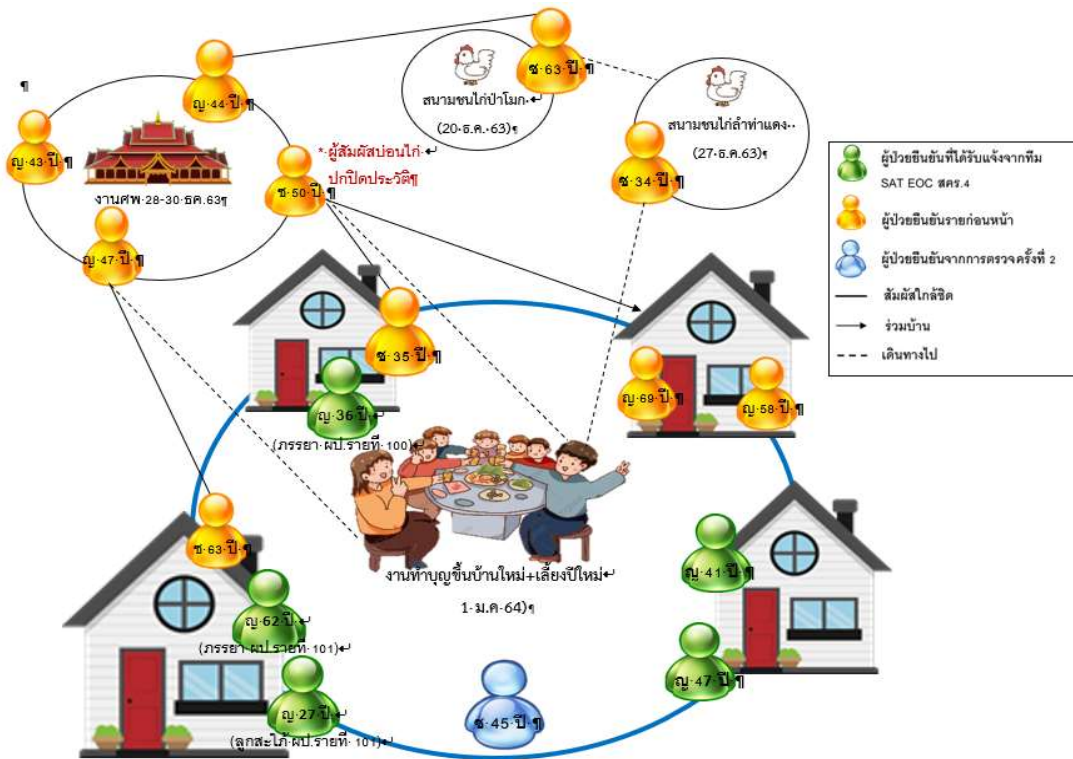 ช 63 ปี
ญ 44 ปี
สนามชนไก่ป่าโมก
(20 ธ.ค. 63)
สนามชนไก่ลำท่าแดง
(27 ธ.ค.63)
ช 34 ปี
ญ 43 ปี
* ผู้สัมผัสบ่อนไก่
ปกปิดประวัติ
ช 50 ปี
งานศพ 28-30 ธค.63
ญ 47 ปี
ผู้ป่วยยืนยันที่ได้รับแจ้งจากทีม
SAT EOC สคร.4
ผู้ป่วยยืนยันรายก่อนหน้า
ผู้ป่วยยืนยันจากการตรวจครั้งที่ 2
สัมผัสใกล้ชิด
ร่วมบ้าน
เดินทางไป
ช 35 ปี
ญ 36 ปี
(ภรรยา ผป.รายที่ 100)
ญ 69 ปี
ญ 58 ปี
ช 63 ปี
ญ 62 ปี
(ภรรยา ผป.รายที่ 101)
ญ 27 ปี
(ลูกสะใภ้ ผป.รายที่ 101)
งานทำบุญขึ้นบ้านใหม่+เลี้ยงปีใหม่
1 ม.ค 64)
ญ 41 ปี
ญ 47 ปี
ช 45 ปี